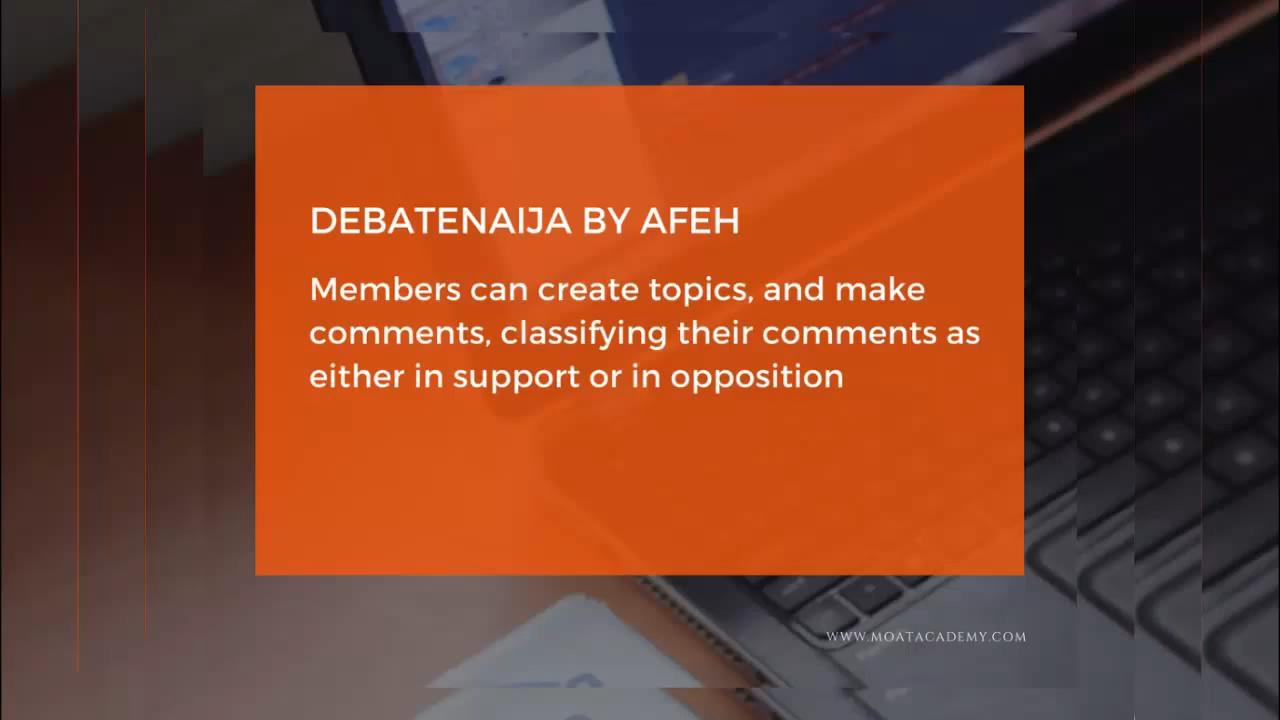 DEBATENAIJA BY AFEH
Members can create topics, and make
comments, classifying their comments as
either in support or in opposition
WWW.MOATACADEMY.COM